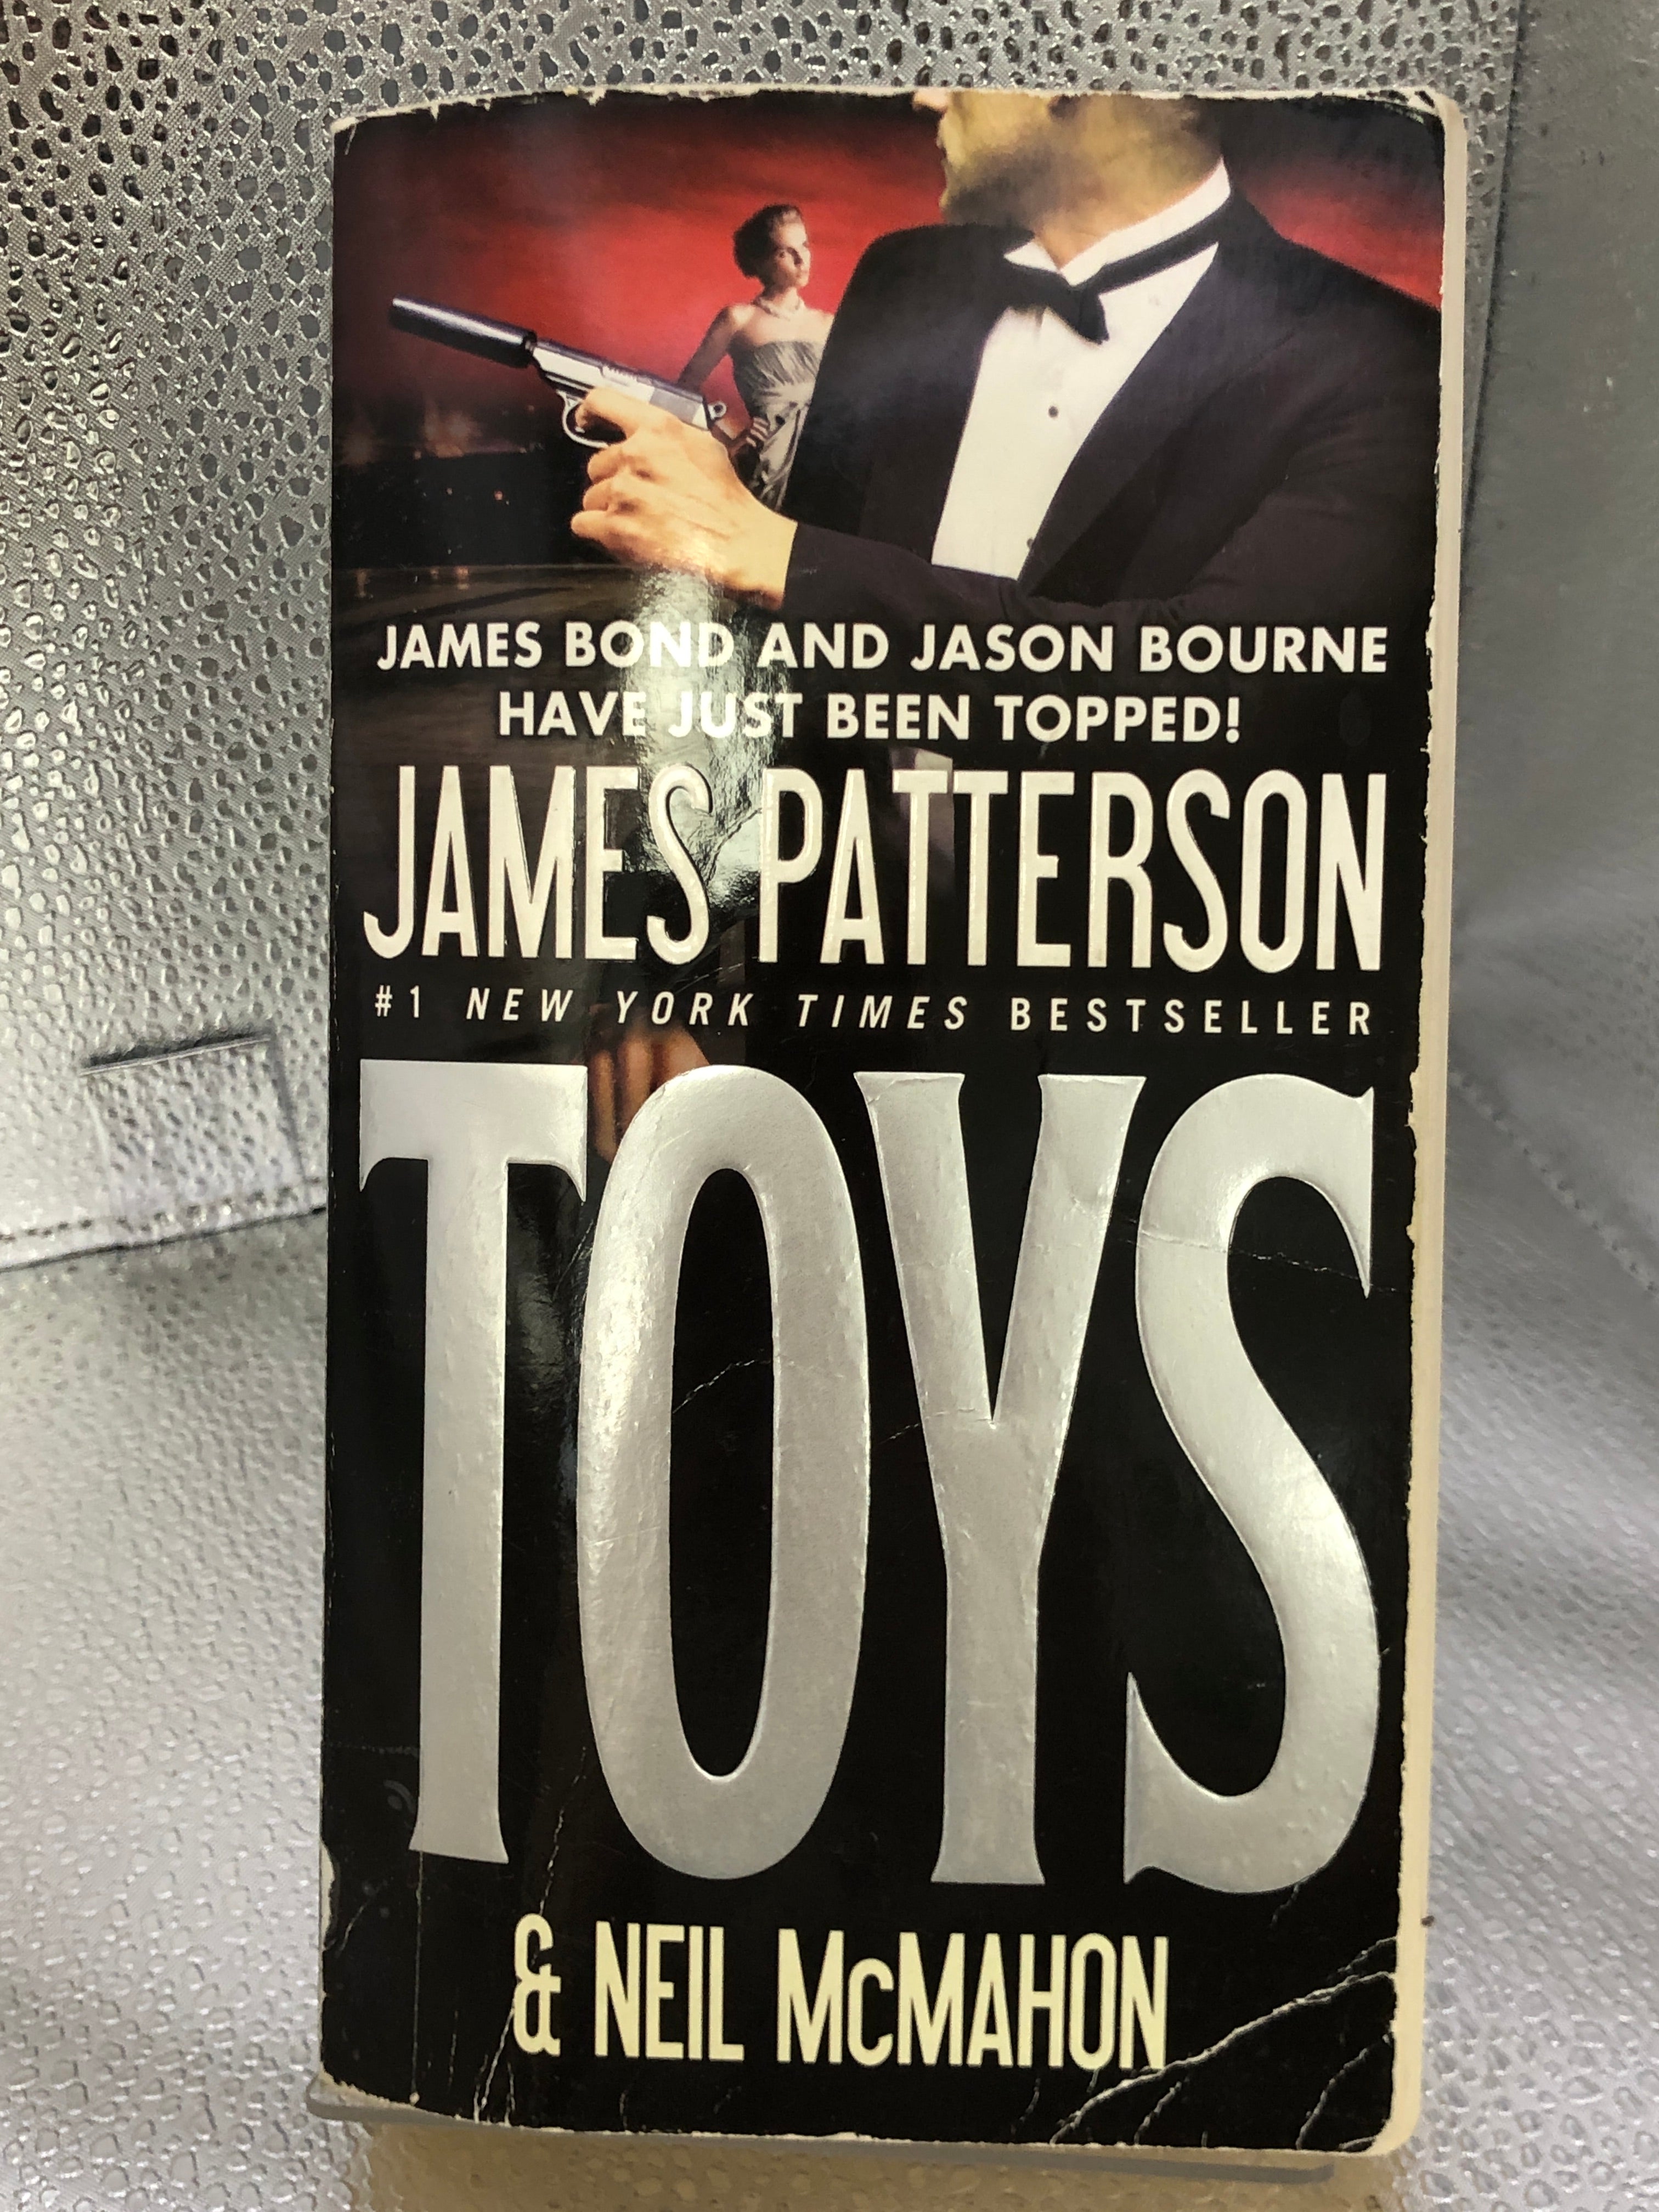 JAMES BOND AND JASON BOURNE
HAVE JUST BEEN TOPPED!
JAMES PATTERSON
#1 NEW YORK TIMES BESTSELLER
TOYS
& NEIL McMAHON